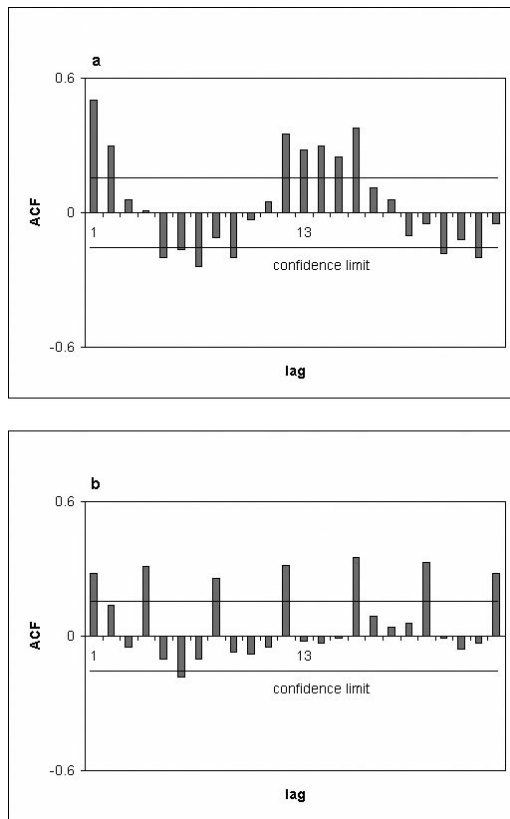 a
0.6
ACF
0
1 13
confidence limit
-0.6
lag
b
0.6
ACF
0
1 13
confidence limit
-0.6
lag